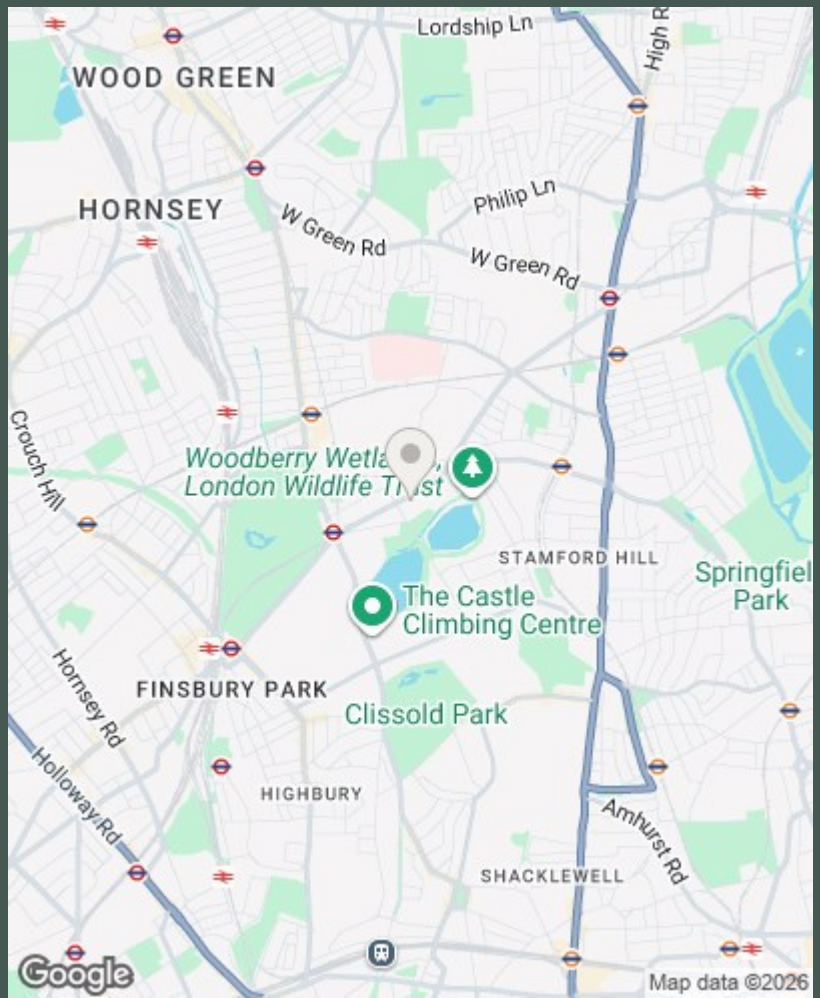 Lordship Ln
High R
WOOD GREEN
Philip Ln
HORNSEY
W Green Rd
W Green Rd
Crouch Hill
Woodberry Wetla
London Wildlife Trust
STAMFORD HILL
Springfiel
Park
The Castle
Climbing Centre
Hornsey Rd
FINSBURY PARK
Clissold Park
Holloway Rd
HIGHBURY
Amhurst Rd
SHACKLEWELL
Google
Map data ©2026